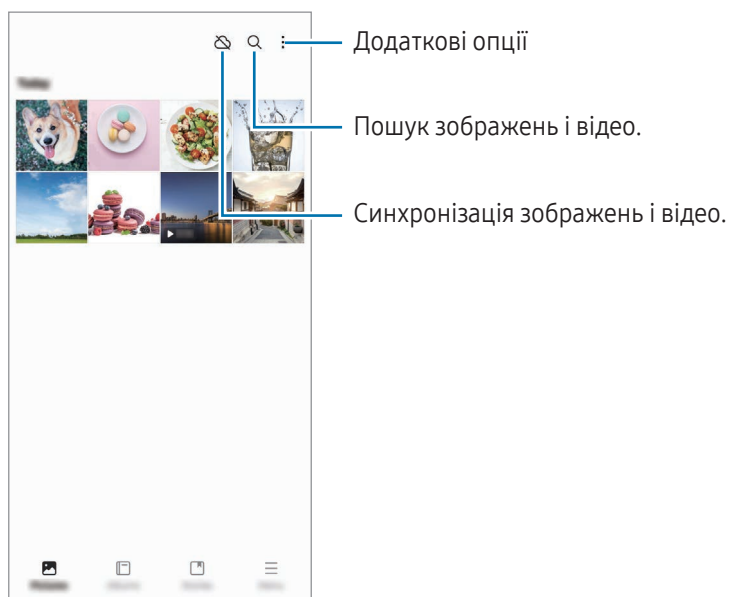 Додаткові опції
Пошук зображень і відео.
Синхронізація зображень і відео.